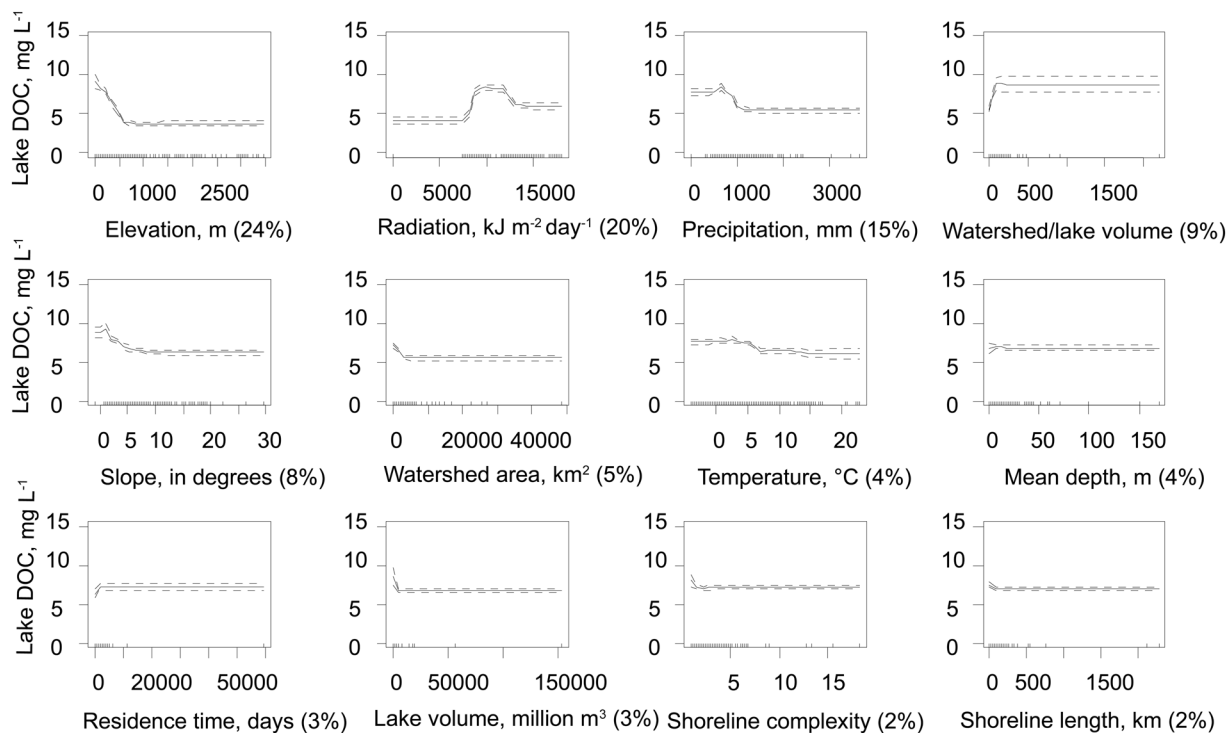 Lake DOC, mg L⁻¹
15
10
5
0
0 1000 2500
Elevation, m (24%)
15
10
5
0
0 5000 15000
Radiation, kJ m⁻² day⁻¹ (20%)
15
10
5
0
0 1000 3000
Precipitation, mm (15%)
15
10
5
0
0 500 1500
Watershed/lake volume (9%)
Lake DOC, mg L⁻¹
15
10
5
0
0 5 10 20 30
Slope, in degrees (8%)
15
10
5
0
0 20000 40000
Watershed area, km² (5%)
15
10
5
0
0 5 10 20
Temperature, °C (4%)
15
10
5
0
0 50 100 150
Mean depth, m (4%)
Lake DOC, mg L⁻¹
15
10
5
0
0 20000 50000
Residence time, days (3%)
15
10
5
0
0 50000 150000
Lake volume, million m³ (3%)
15
10
5
0
5 10 15
Shoreline complexity (2%)
15
10
5
0
0 500 1500
Shoreline length, km (2%)